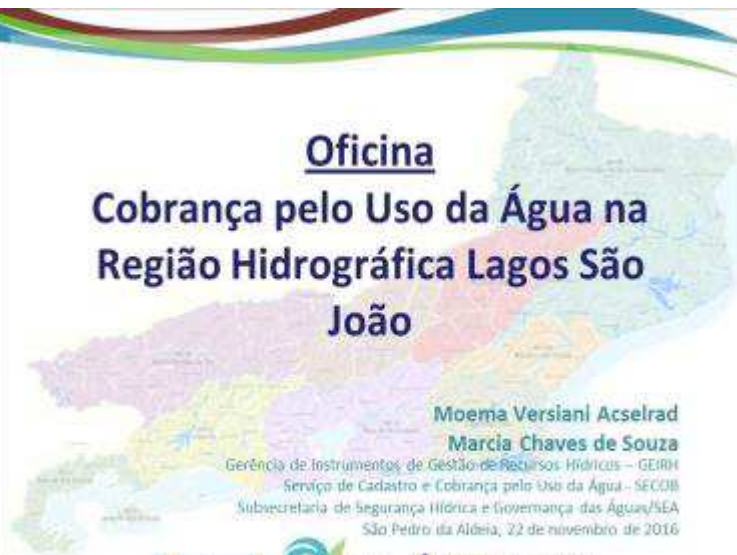 Oficina
Cobrança pelo Uso da Água na
Região Hidrográfica Lagos São
João
Moema Versiani Acselrad
Marcia Chaves de Souza
Gerência de Instrumentos de Gestão de Recursos Hídricos – GEIRH
Serviço de Cadastro e Cobrança pelo Uso da Água - SECOB
Subsecretaria de Segurança Hídrica e Governança das Águas/SEA
São Pedro da Aldeia, 22 de novembro de 2016